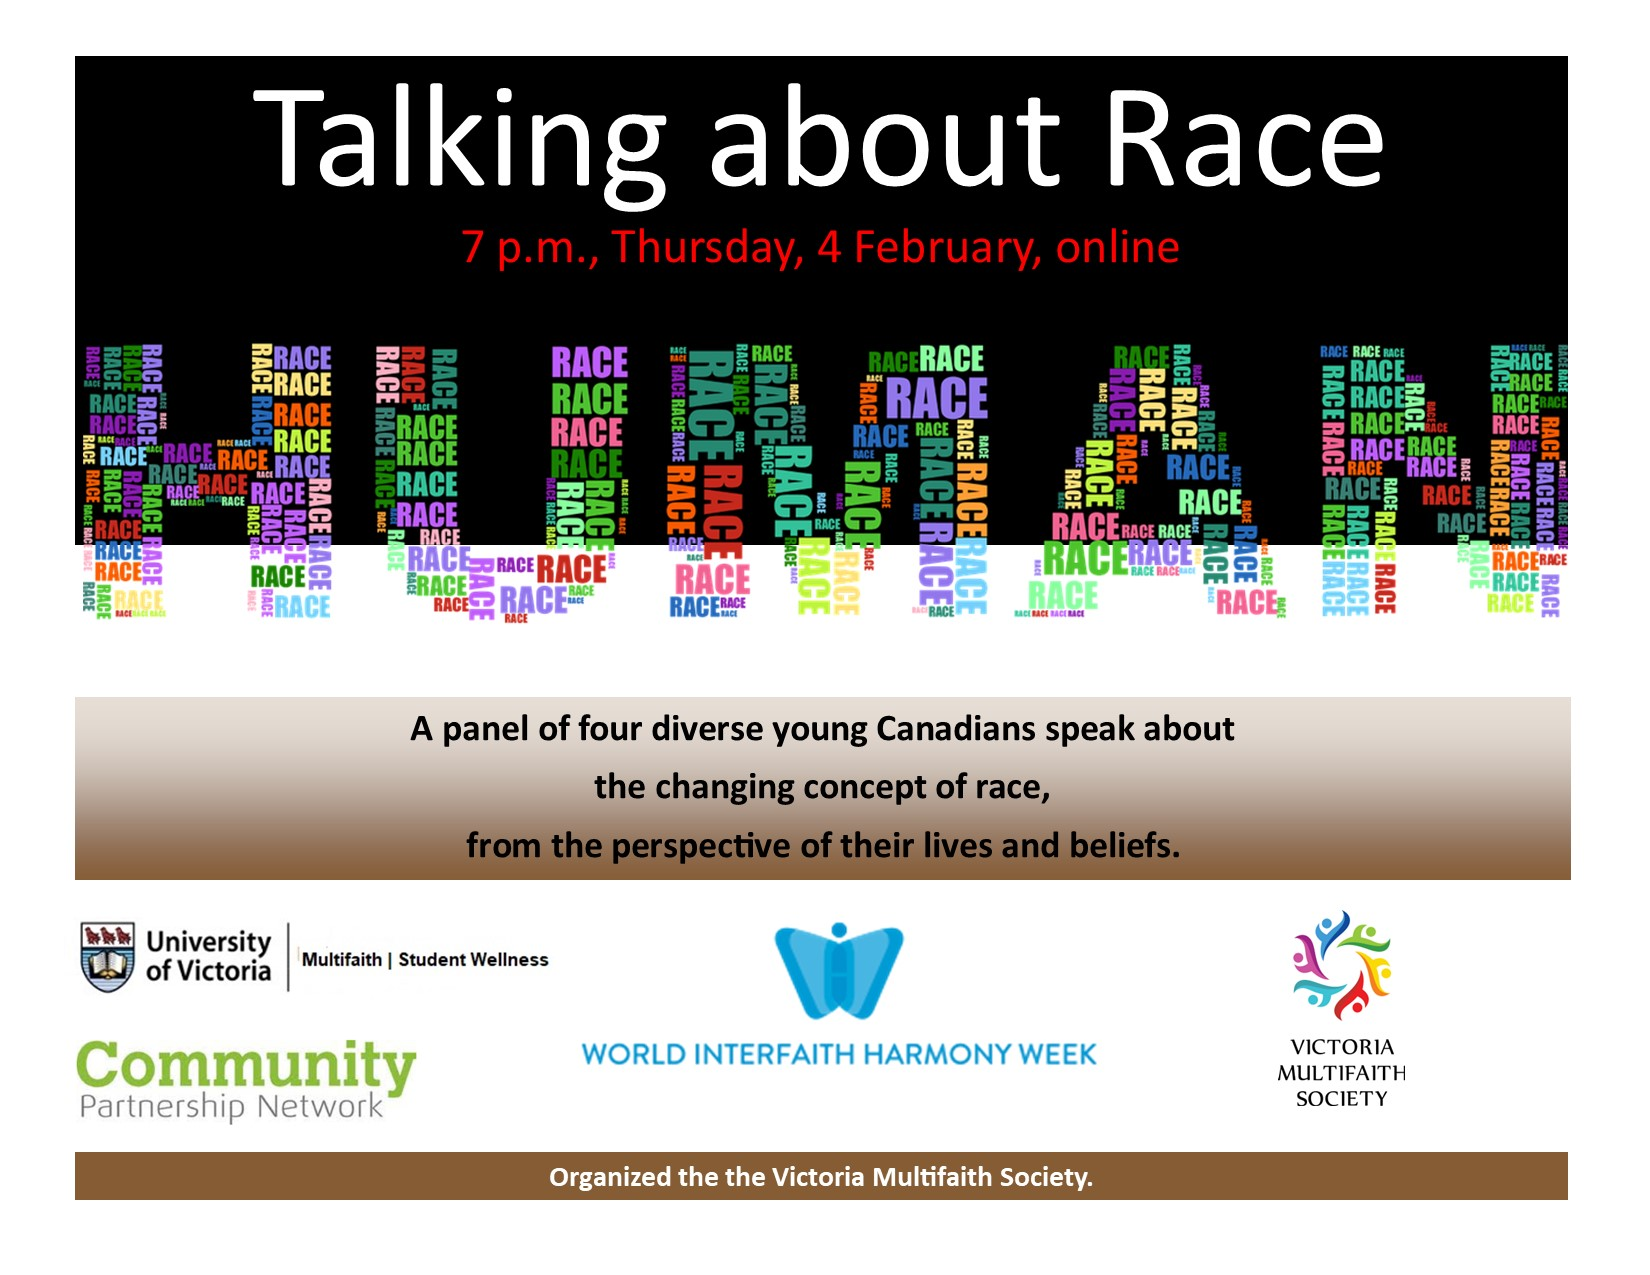 Talking about Race
7 p.m., Thursday, 4 February, online
HUMAN
RACE
A panel of four diverse young Canadians speak about
the changing concept of race,
from the perspective of their lives and beliefs.
University
of Victoria
Multifaith | Student Wellness
Community
Partnership Network
WORLD INTERFAITH HARMONY WEEK
VICTORIA
MULTIFAITH
SOCIETY
Organized the the Victoria Multifaith Society.